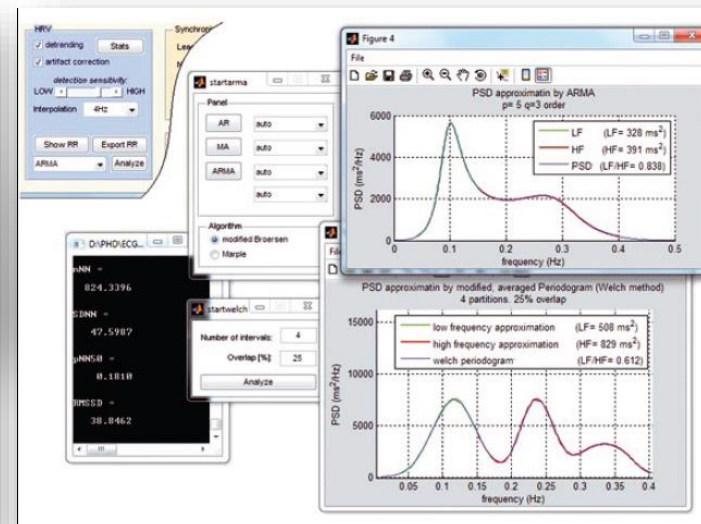 HRV
detrending
Stats
artifact correction
detection sensitivity:
LOW
HIGH
Interpolation
4Hz
Show RR
Export RR
ARMA
Analyze
Synchroni
Lea
startarma
Panel
AR
auto
MA
auto
ARMA
auto
auto
Algorithm
modified Broersen
Marple
Figure 4
File
PSD approximatin by ARMA
p= 5 q=3 order
LF (LF= 328 ms²)
HF (HF= 391 ms²)
PSD (LF/HF= 0.838)
PSD (ms²/Hz)
6000
4000
2000
0
0 0.1 0.2 0.3 0.4 0.5
frequency (Hz)
D:\PHD\ECG...
824.3396
SDNN =
47.5987
pNN50 =
0.1810
RMSSD =
38.8462
startwelch
Number of intervals: 4
Overlap [%]: 25
Analyze
PSD approximatin by modified, averaged Periodogram (Welch method)
4 partitions. 25% overlap
low frequency approximation (LF= 508 ms²)
high frequency approximation (HF= 829 ms²)
welch periodogram (LF/HF= 0.612)
PSD (ms²/Hz)
15000
10000
5000
0
0.05 0.1 0.15 0.2 0.25 0.3 0.35 0.4
frequency (Hz)